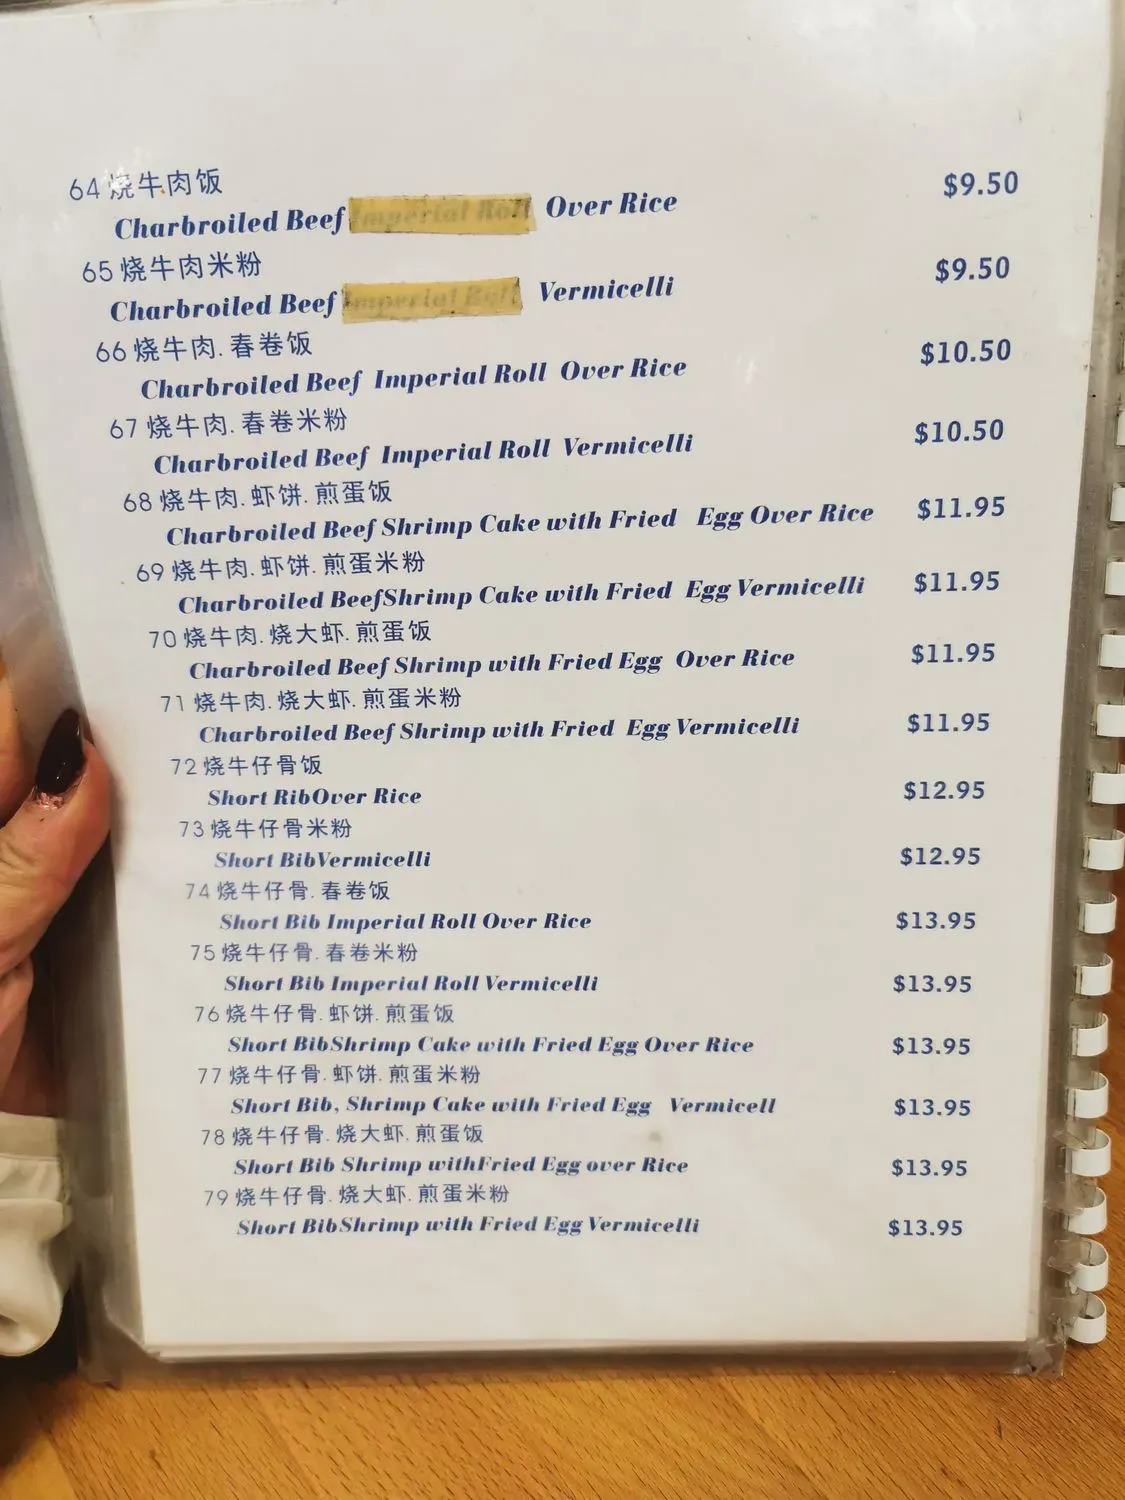 64 烧牛肉饭
Charbroiled Beef Imperial Roll Over Rice $9.50
65 烧牛肉米粉
Charbroiled Beef Imperial Roll Vermicelli $9.50
66 烧牛肉.春卷饭
Charbroiled Beef Imperial Roll Over Rice $10.50
67 烧牛肉.春卷米粉
Charbroiled Beef Imperial Roll Vermicelli $10.50
68 烧牛肉.虾饼.煎蛋饭
Charbroiled Beef Shrimp Cake with Fried Egg Over Rice $11.95
69 烧牛肉.虾饼.煎蛋米粉
Charbroiled BeefShrimp Cake with Fried Egg Vermicelli $11.95
70 烧牛肉.烧大虾.煎蛋饭
Charbroiled Beef Shrimp with Fried Egg Over Rice $11.95
71 烧牛肉.烧大虾.煎蛋米粉
Charbroiled Beef Shrimp with Fried Egg Vermicelli $11.95
72 烧牛仔骨饭
Short RibOver Rice $12.95
73 烧牛仔骨米粉
Short BibVermicelli $12.95
74 烧牛仔骨.春卷饭
Short Bib Imperial Roll Over Rice $13.95
75 烧牛仔骨.春卷米粉
Short Bib Imperial Roll Vermicelli $13.95
76 烧牛仔骨.虾饼.煎蛋饭
Short BibShrimp Cake with Fried Egg Over Rice $13.95
77 烧牛仔骨.虾饼.煎蛋米粉
Short Bib, Shrimp Cake with Fried Egg Vermicell $13.95
78 烧牛仔骨.烧大虾.煎蛋饭
Short Bib Shrimp withFried Egg over Rice $13.95
79 烧牛仔骨.烧大虾.煎蛋米粉
Short BibShrimp with Fried Egg Vermicelli $13.95